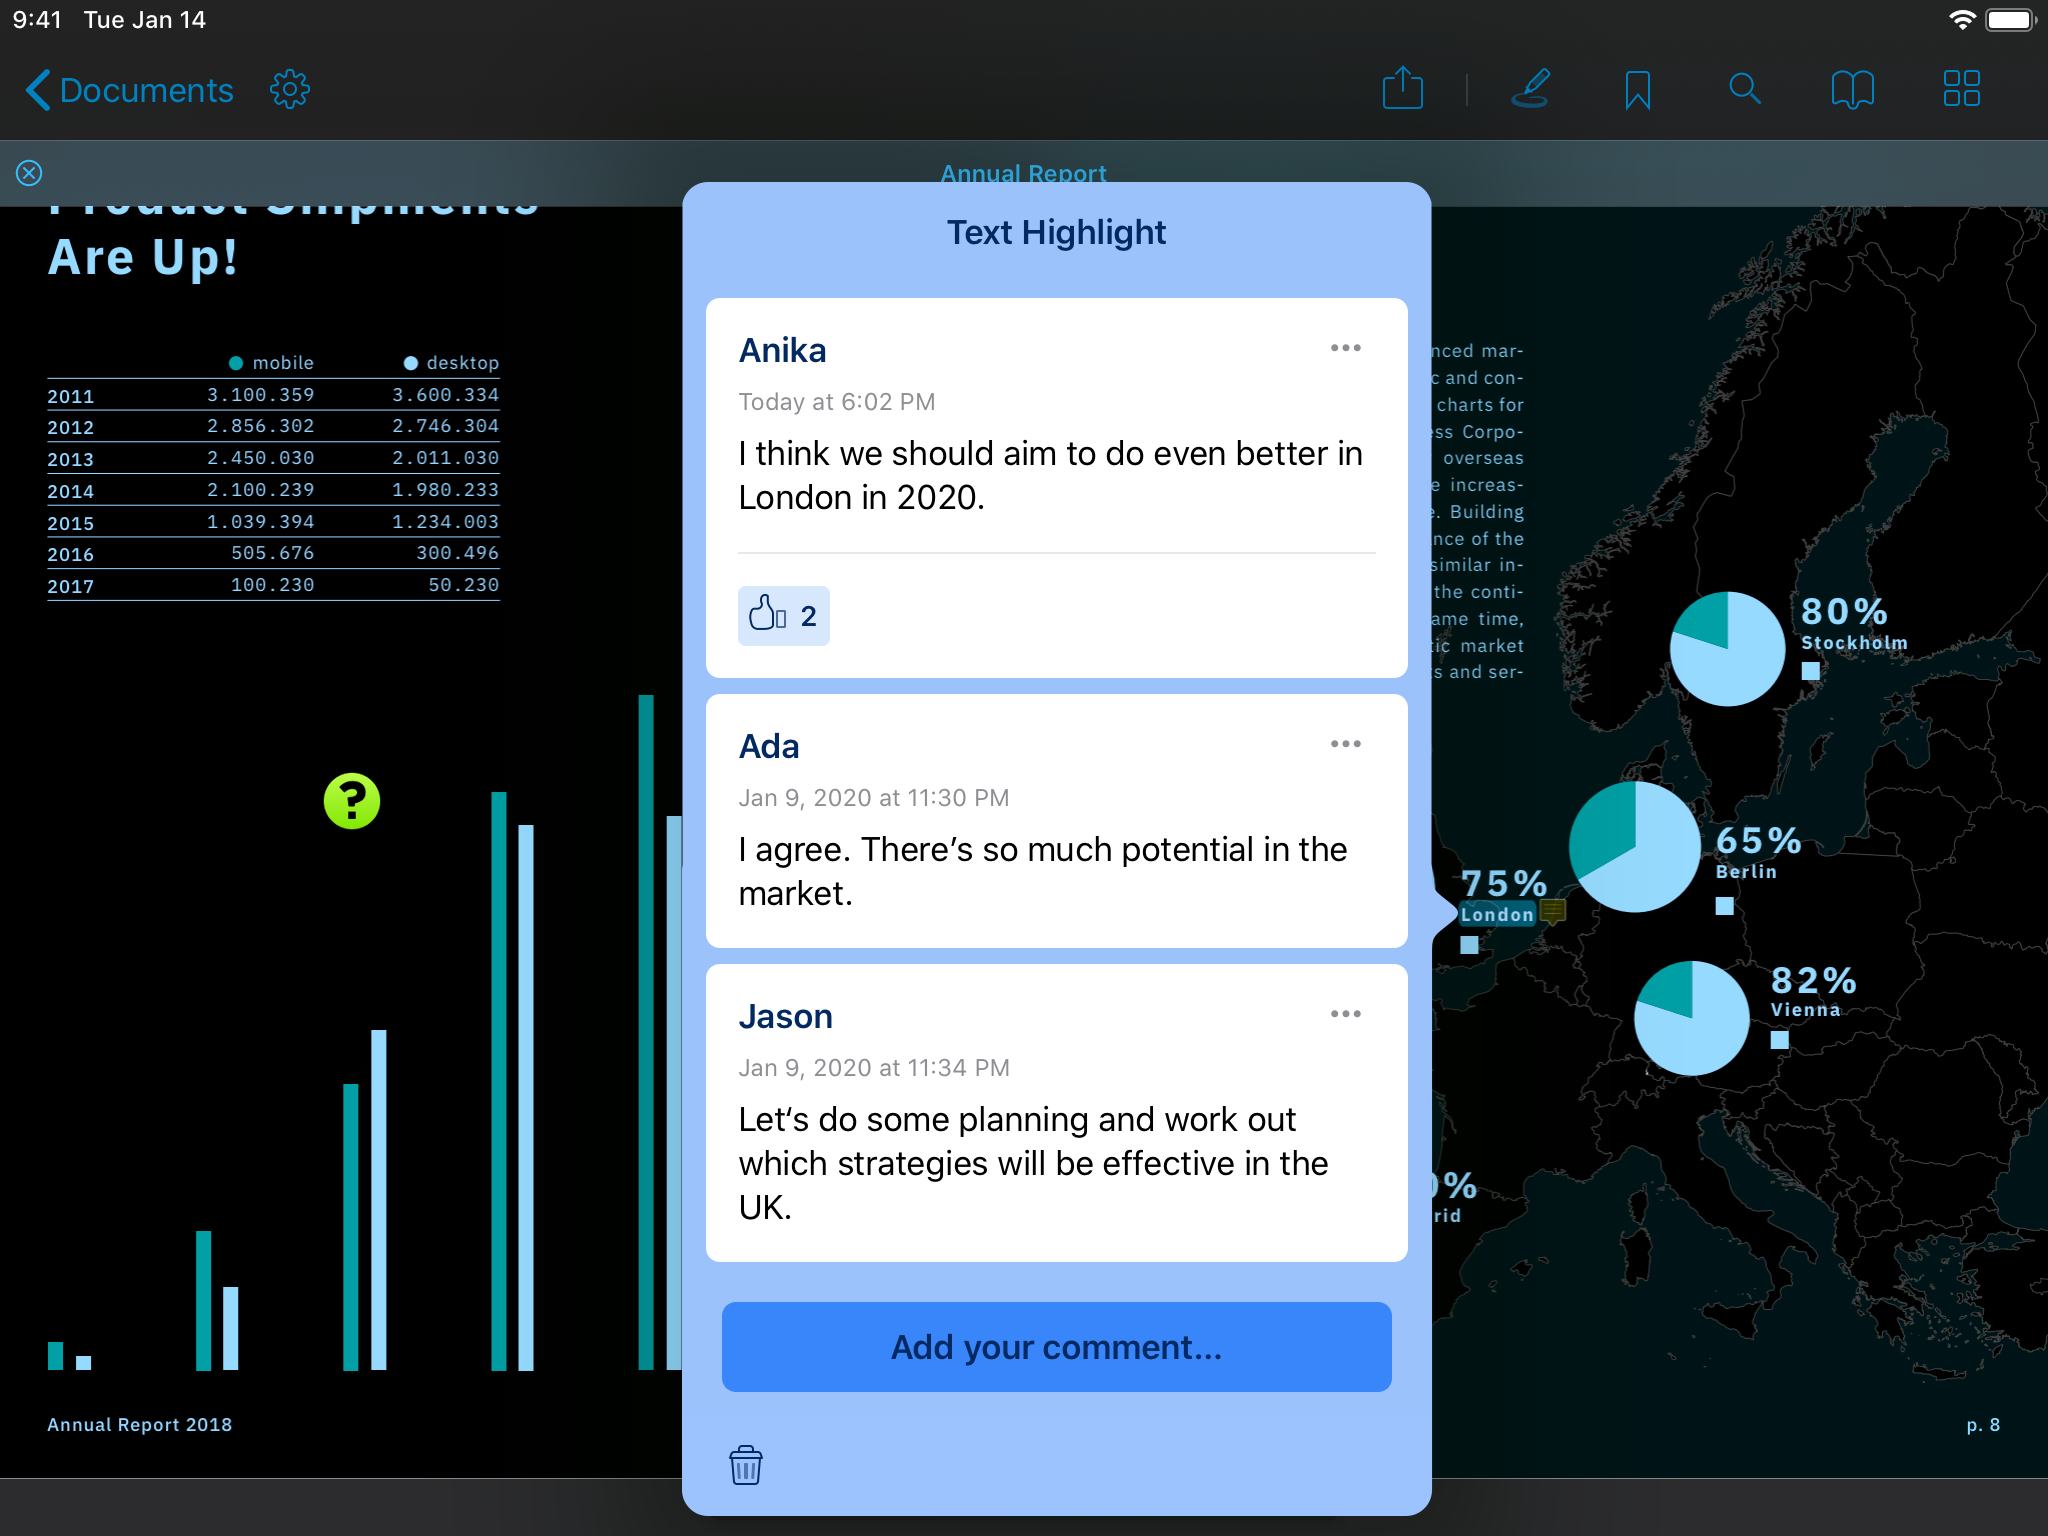 9:41 Tue Jan 14
Documents
Annual Report
Product Shipments
Are Up!
mobile desktop
2011 3.100.359 3.600.334
2012 2.856.302 2.746.304
2013 2.450.030 2.011.030
2014 2.100.239 1.980.233
2015 1.039.394 1.234.003
2016 505.676 300.496
2017 100.230 50.230
?
Annual Report 2018
Text Highlight
Anika
Today at 6:02 PM
I think we should aim to do even better in
London in 2020.
2
Ada
Jan 9, 2020 at 11:30 PM
I agree. There’s so much potential in the
market.
Jason
Jan 9, 2020 at 11:34 PM
Let‘s do some planning and work out
which strategies will be effective in the
UK.
Add your comment...
mar-
and con-
charts for
Corpo-
overseas
increas-
Building
of the
similar in-
the conti-
time,
market
and ser-
80%
Stockholm
65%
Berlin
75%
London
82%
Vienna
%
p. 8